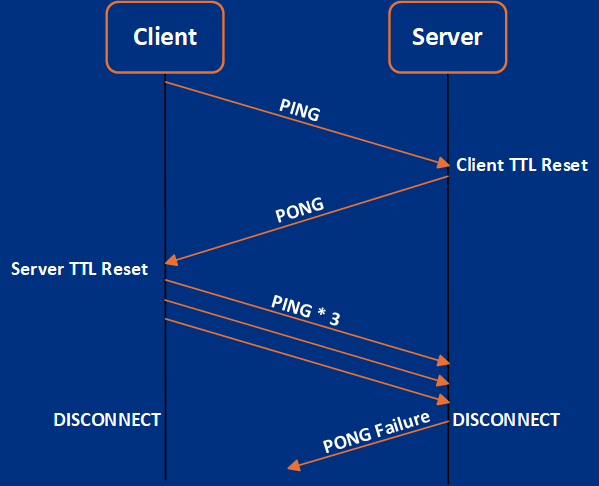 Client
Server
PING
Client TTL Reset
PONG
Server TTL Reset
PING * 3
DISCONNECT
DISCONNECT
PONG Failure